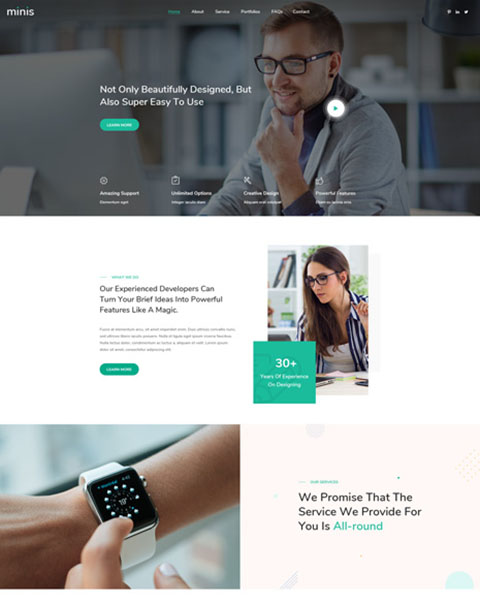 minis
Home About Service Portfolios FAQs Contact
Not Only Beautifully Designed, But
Also Super Easy To Use
LEARN MORE
Amazing Support
Elementum eget
Unlimited Options
Integer iaculis diam
Creative Design
Aliquam erat volutpat
Powerful Features
WHAT WE DO
Our Experienced Developers Can
Turn Your Brief Ideas Into Powerful
Features Like A Magic.
LEARN MORE
30+
Years Of Experience
On Designing
OUR SERVICES
We Promise That The
Service We Provide For
You Is All-round